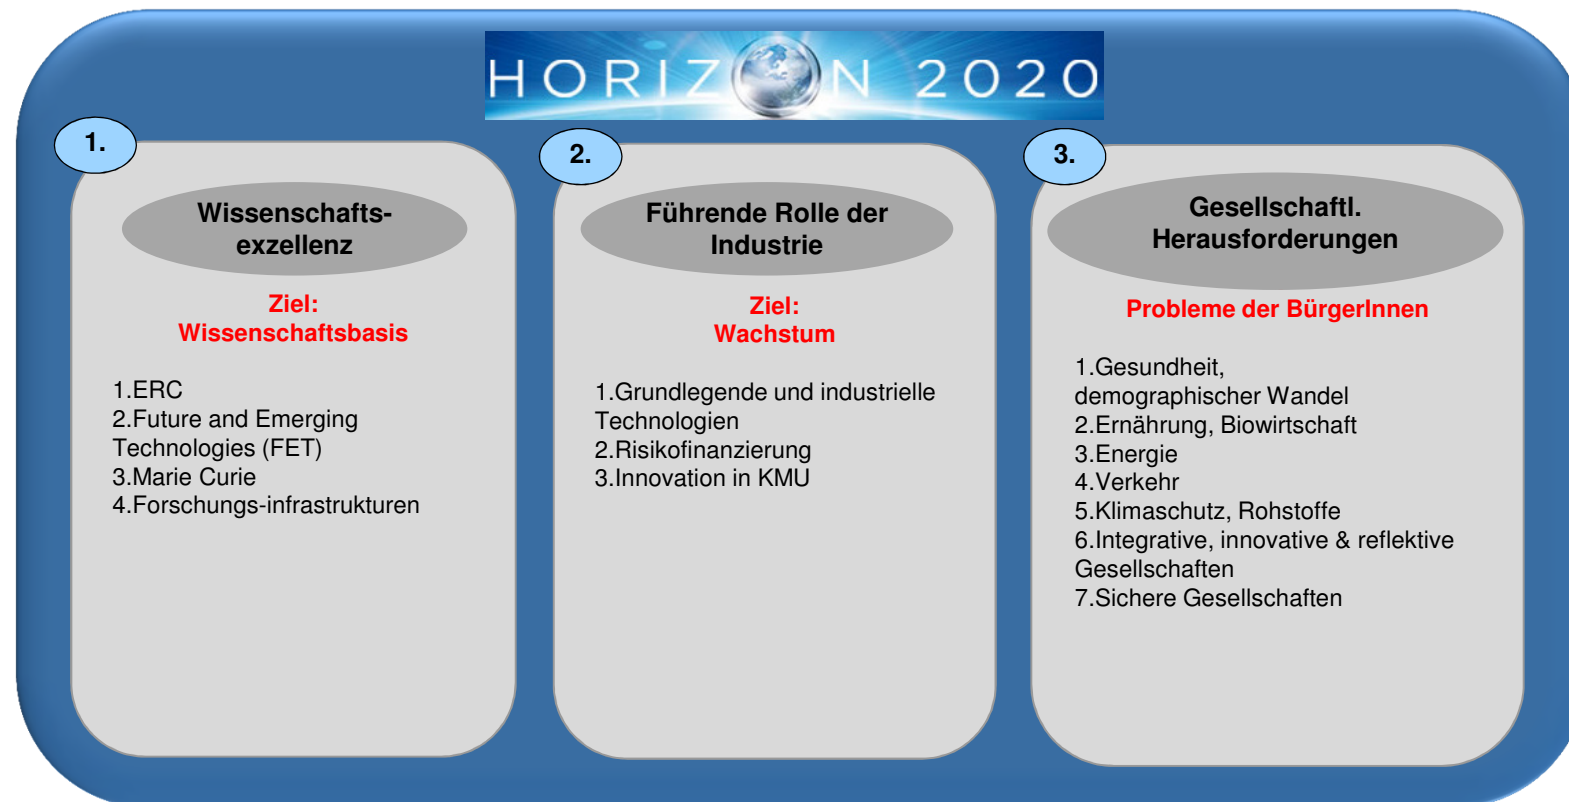 HORIZON 2020
1.
Wissenschafts-
exzellenz
Ziel:
Wissenschaftsbasis
1.ERC
2.Future and Emerging
Technologies (FET)
3.Marie Curie
4.Forschungs-infrastrukturen
2.
Führende Rolle der
Industrie
Ziel:
Wachstum
1.Grundlegende und industrielle
Technologien
2.Risikofinanzierung
3.Innovation in KMU
3.
Gesellschaftl.
Herausforderungen
Probleme der BürgerInnen
1.Gesundheit,
demographischer Wandel
2.Ernährung, Biowirtschaft
3.Energie
4.Verkehr
5.Klimaschutz, Rohstoffe
6.Integrative, innovative & reflektive
Gesellschaften
7.Sichere Gesellschaften